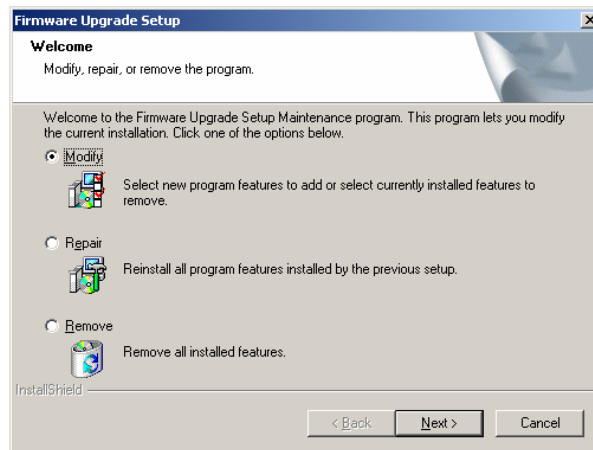 Firmware Upgrade Setup
Welcome
Modify, repair, or remove the program.
Welcome to the Firmware Upgrade Setup Maintenance program. This program lets you modify
the current installation. Click one of the options below.
Modify
Select new program features to add or select currently installed features to
remove.
Repair
Reinstall all program features installed by the previous setup.
Remove
Remove all installed features.
InstallShield
< Back
Next >
Cancel